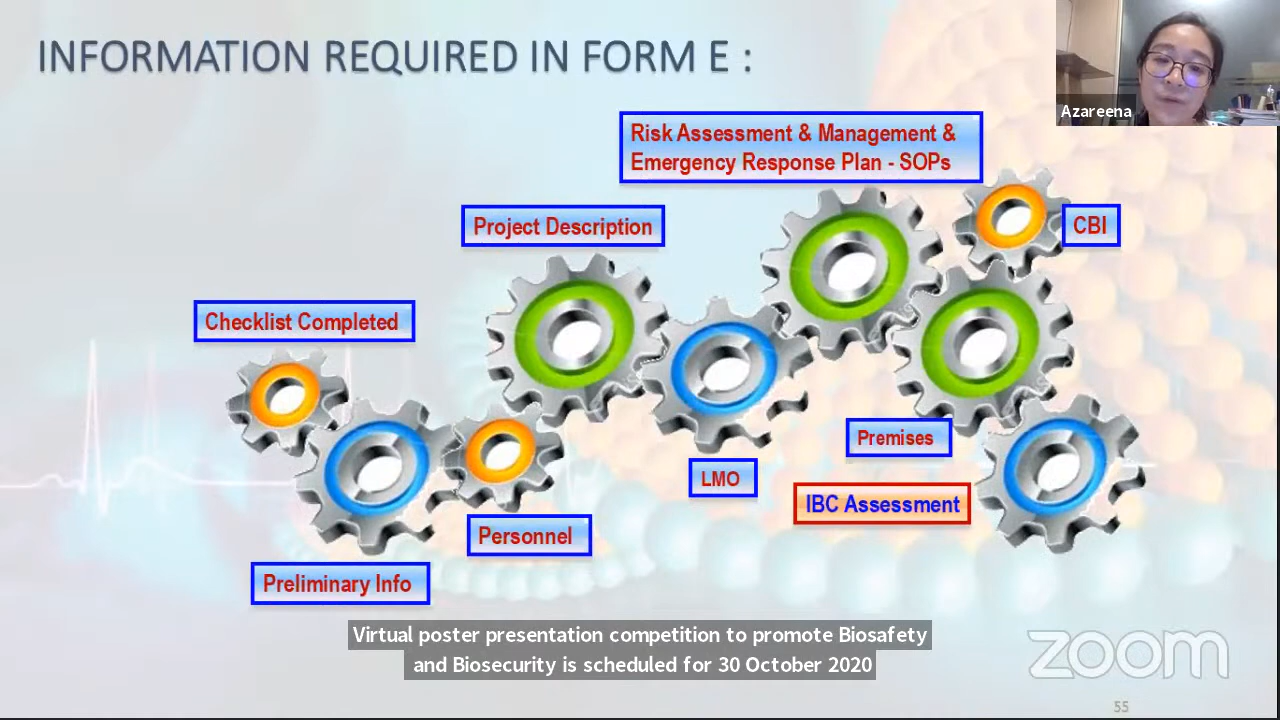 INFORMATION REQUIRED IN FORM E :
Azareena
Risk Assessment & Management &
Emergency Response Plan - SOPs
Project Description
CBI
Checklist Completed
Premises
LMO
IBC Assessment
Personnel
Preliminary Info
Virtual poster presentation competition to promote Biosafety
and Biosecurity is scheduled for 30 October 2020
zoom
55